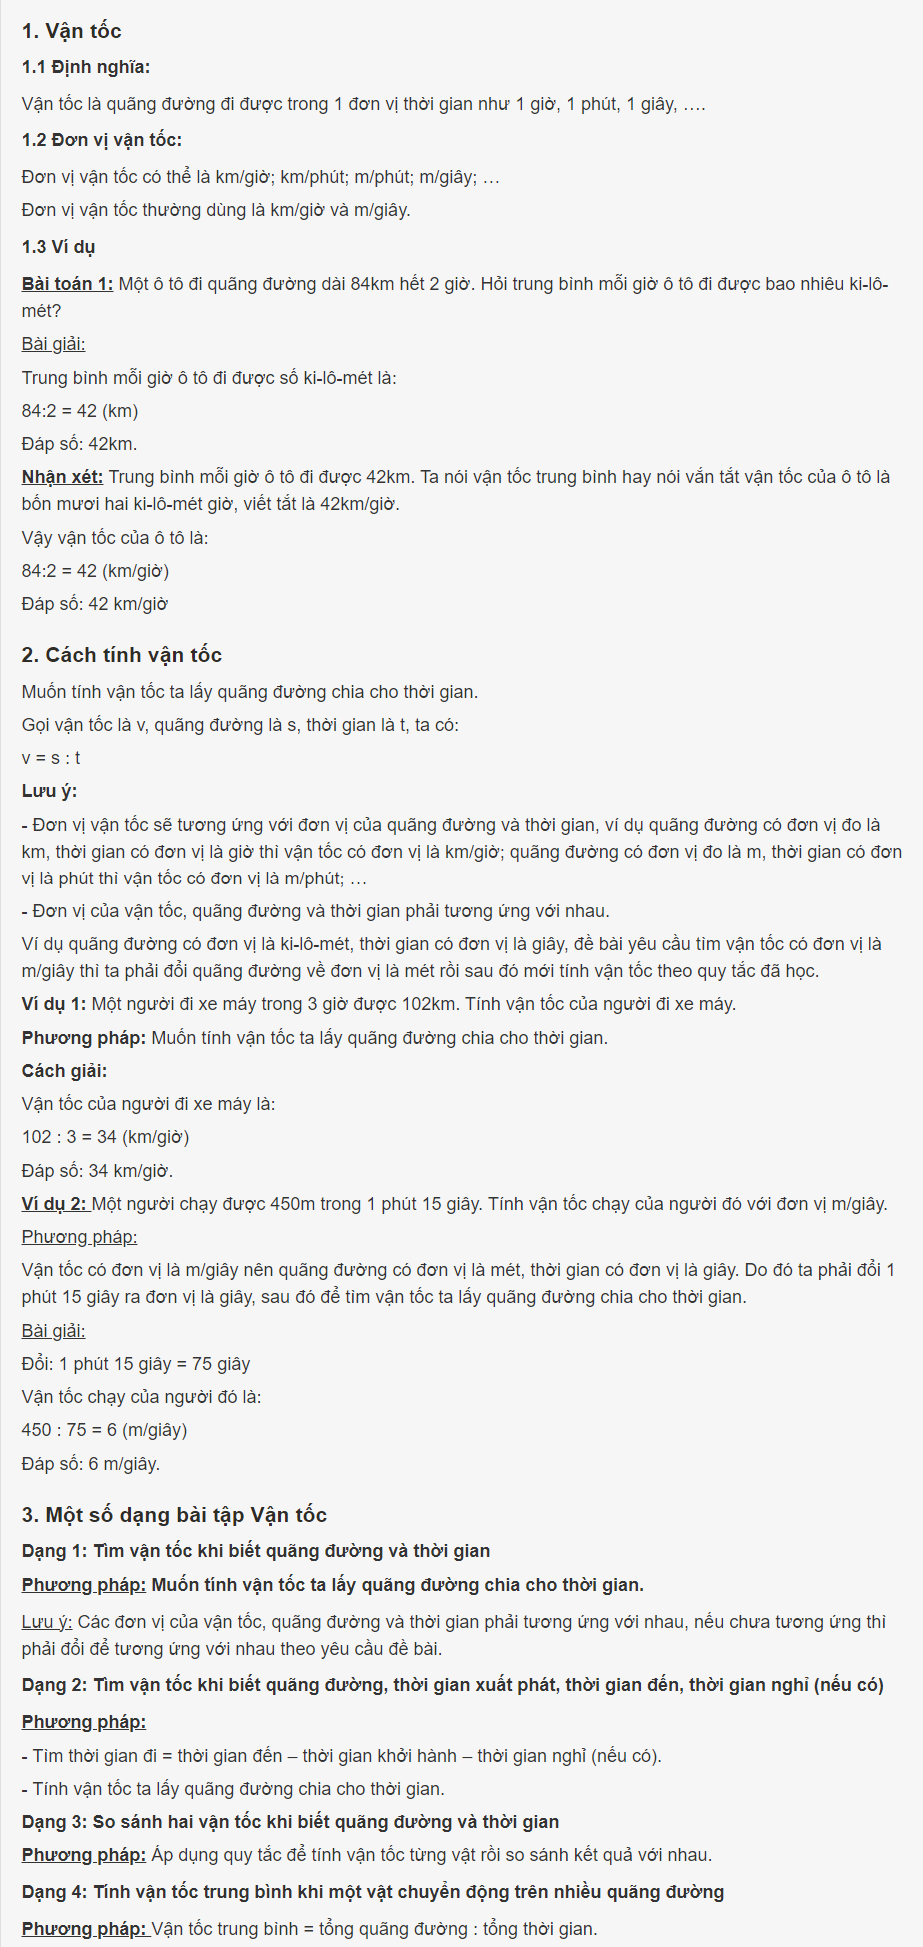 1. Vận tốc
1.1 Định nghĩa:
Vận tốc là quãng đường đi được trong 1 đơn vị thời gian như 1 giờ, 1 phút, 1 giây, ….
1.2 Đơn vị vận tốc:
Đơn vị vận tốc có thể là km/giờ; km/phút; m/phút; m/giây; …
Đơn vị vận tốc thường dùng là km/giờ và m/giây.
1.3 Ví dụ
Bài toán 1: Một ô tô đi quãng đường dài 84km hết 2 giờ. Hỏi trung bình mỗi giờ ô tô đi được bao nhiêu ki-lô-
mét?
Bài giải:
Trung bình mỗi giờ ô tô đi được số ki-lô-mét là:
84:2 = 42 (km)
Đáp số: 42km.
Nhận xét: Trung bình mỗi giờ ô tô đi được 42km. Ta nói vận tốc trung bình hay nói vắn tắt vận tốc của ô tô là
bốn mươi hai ki-lô-mét giờ, viết tắt là 42km/giờ.
Vậy vận tốc của ô tô là:
84:2 = 42 (km/giờ)
Đáp số: 42 km/giờ
2. Cách tính vận tốc
Muốn tính vận tốc ta lấy quãng đường chia cho thời gian.
Gọi vận tốc là v, quãng đường là s, thời gian là t, ta có:
v = s : t
Lưu ý:
- Đơn vị vận tốc sẽ tương ứng với đơn vị của quãng đường và thời gian, ví dụ quãng đường có đơn vị đo là
km, thời gian có đơn vị là giờ thì vận tốc có đơn vị là km/giờ; quãng đường có đơn vị đo là m, thời gian có đơn
vị là phút thì vận tốc có đơn vị là m/phút; …
- Đơn vị của vận tốc, quãng đường và thời gian phải tương ứng với nhau.
Ví dụ quãng đường có đơn vị là ki-lô-mét, thời gian có đơn vị là giây, đề bài yêu cầu tìm vận tốc có đơn vị là
m/giây thì ta phải đổi quãng đường về đơn vị là mét rồi sau đó mới tính vận tốc theo quy tắc đã học.
Ví dụ 1: Một người đi xe máy trong 3 giờ được 102km. Tính vận tốc của người đi xe máy.
Phương pháp: Muốn tính vận tốc ta lấy quãng đường chia cho thời gian.
Cách giải:
Vận tốc của người đi xe máy là:
102 : 3 = 34 (km/giờ)
Đáp số: 34 km/giờ.
Ví dụ 2: Một người chạy được 450m trong 1 phút 15 giây. Tính vận tốc chạy của người đó với đơn vị m/giây.
Phương pháp:
Vận tốc có đơn vị là m/giây nên quãng đường có đơn vị là mét, thời gian có đơn vị là giây. Do đó ta phải đổi 1
phút 15 giây ra đơn vị là giây, sau đó để tìm vận tốc ta lấy quãng đường chia cho thời gian.
Bài giải:
Đổi: 1 phút 15 giây = 75 giây
Vận tốc chạy của người đó là:
450 : 75 = 6 (m/giây)
Đáp số: 6 m/giây.
3. Một số dạng bài tập Vận tốc
Dạng 1: Tìm vận tốc khi biết quãng đường và thời gian
Phương pháp: Muốn tính vận tốc ta lấy quãng đường chia cho thời gian.
Lưu ý: Các đơn vị của vận tốc, quãng đường và thời gian phải tương ứng với nhau, nếu chưa tương ứng thì
phải đổi để tương ứng với nhau theo yêu cầu đề bài.
Dạng 2: Tìm vận tốc khi biết quãng đường, thời gian xuất phát, thời gian đến, thời gian nghỉ (nếu có)
Phương pháp:
- Tìm thời gian đi = thời gian đến – thời gian khởi hành – thời gian nghỉ (nếu có).
- Tính vận tốc ta lấy quãng đường chia cho thời gian.
Dạng 3: So sánh hai vận tốc khi biết quãng đường và thời gian
Phương pháp: Áp dụng quy tắc để tính vận tốc từng vật rồi so sánh kết quả với nhau.
Dạng 4: Tính vận tốc trung bình khi một vật chuyển động trên nhiều quãng đường
Phương pháp: Vận tốc trung bình = tổng quãng đường : tổng thời gian.